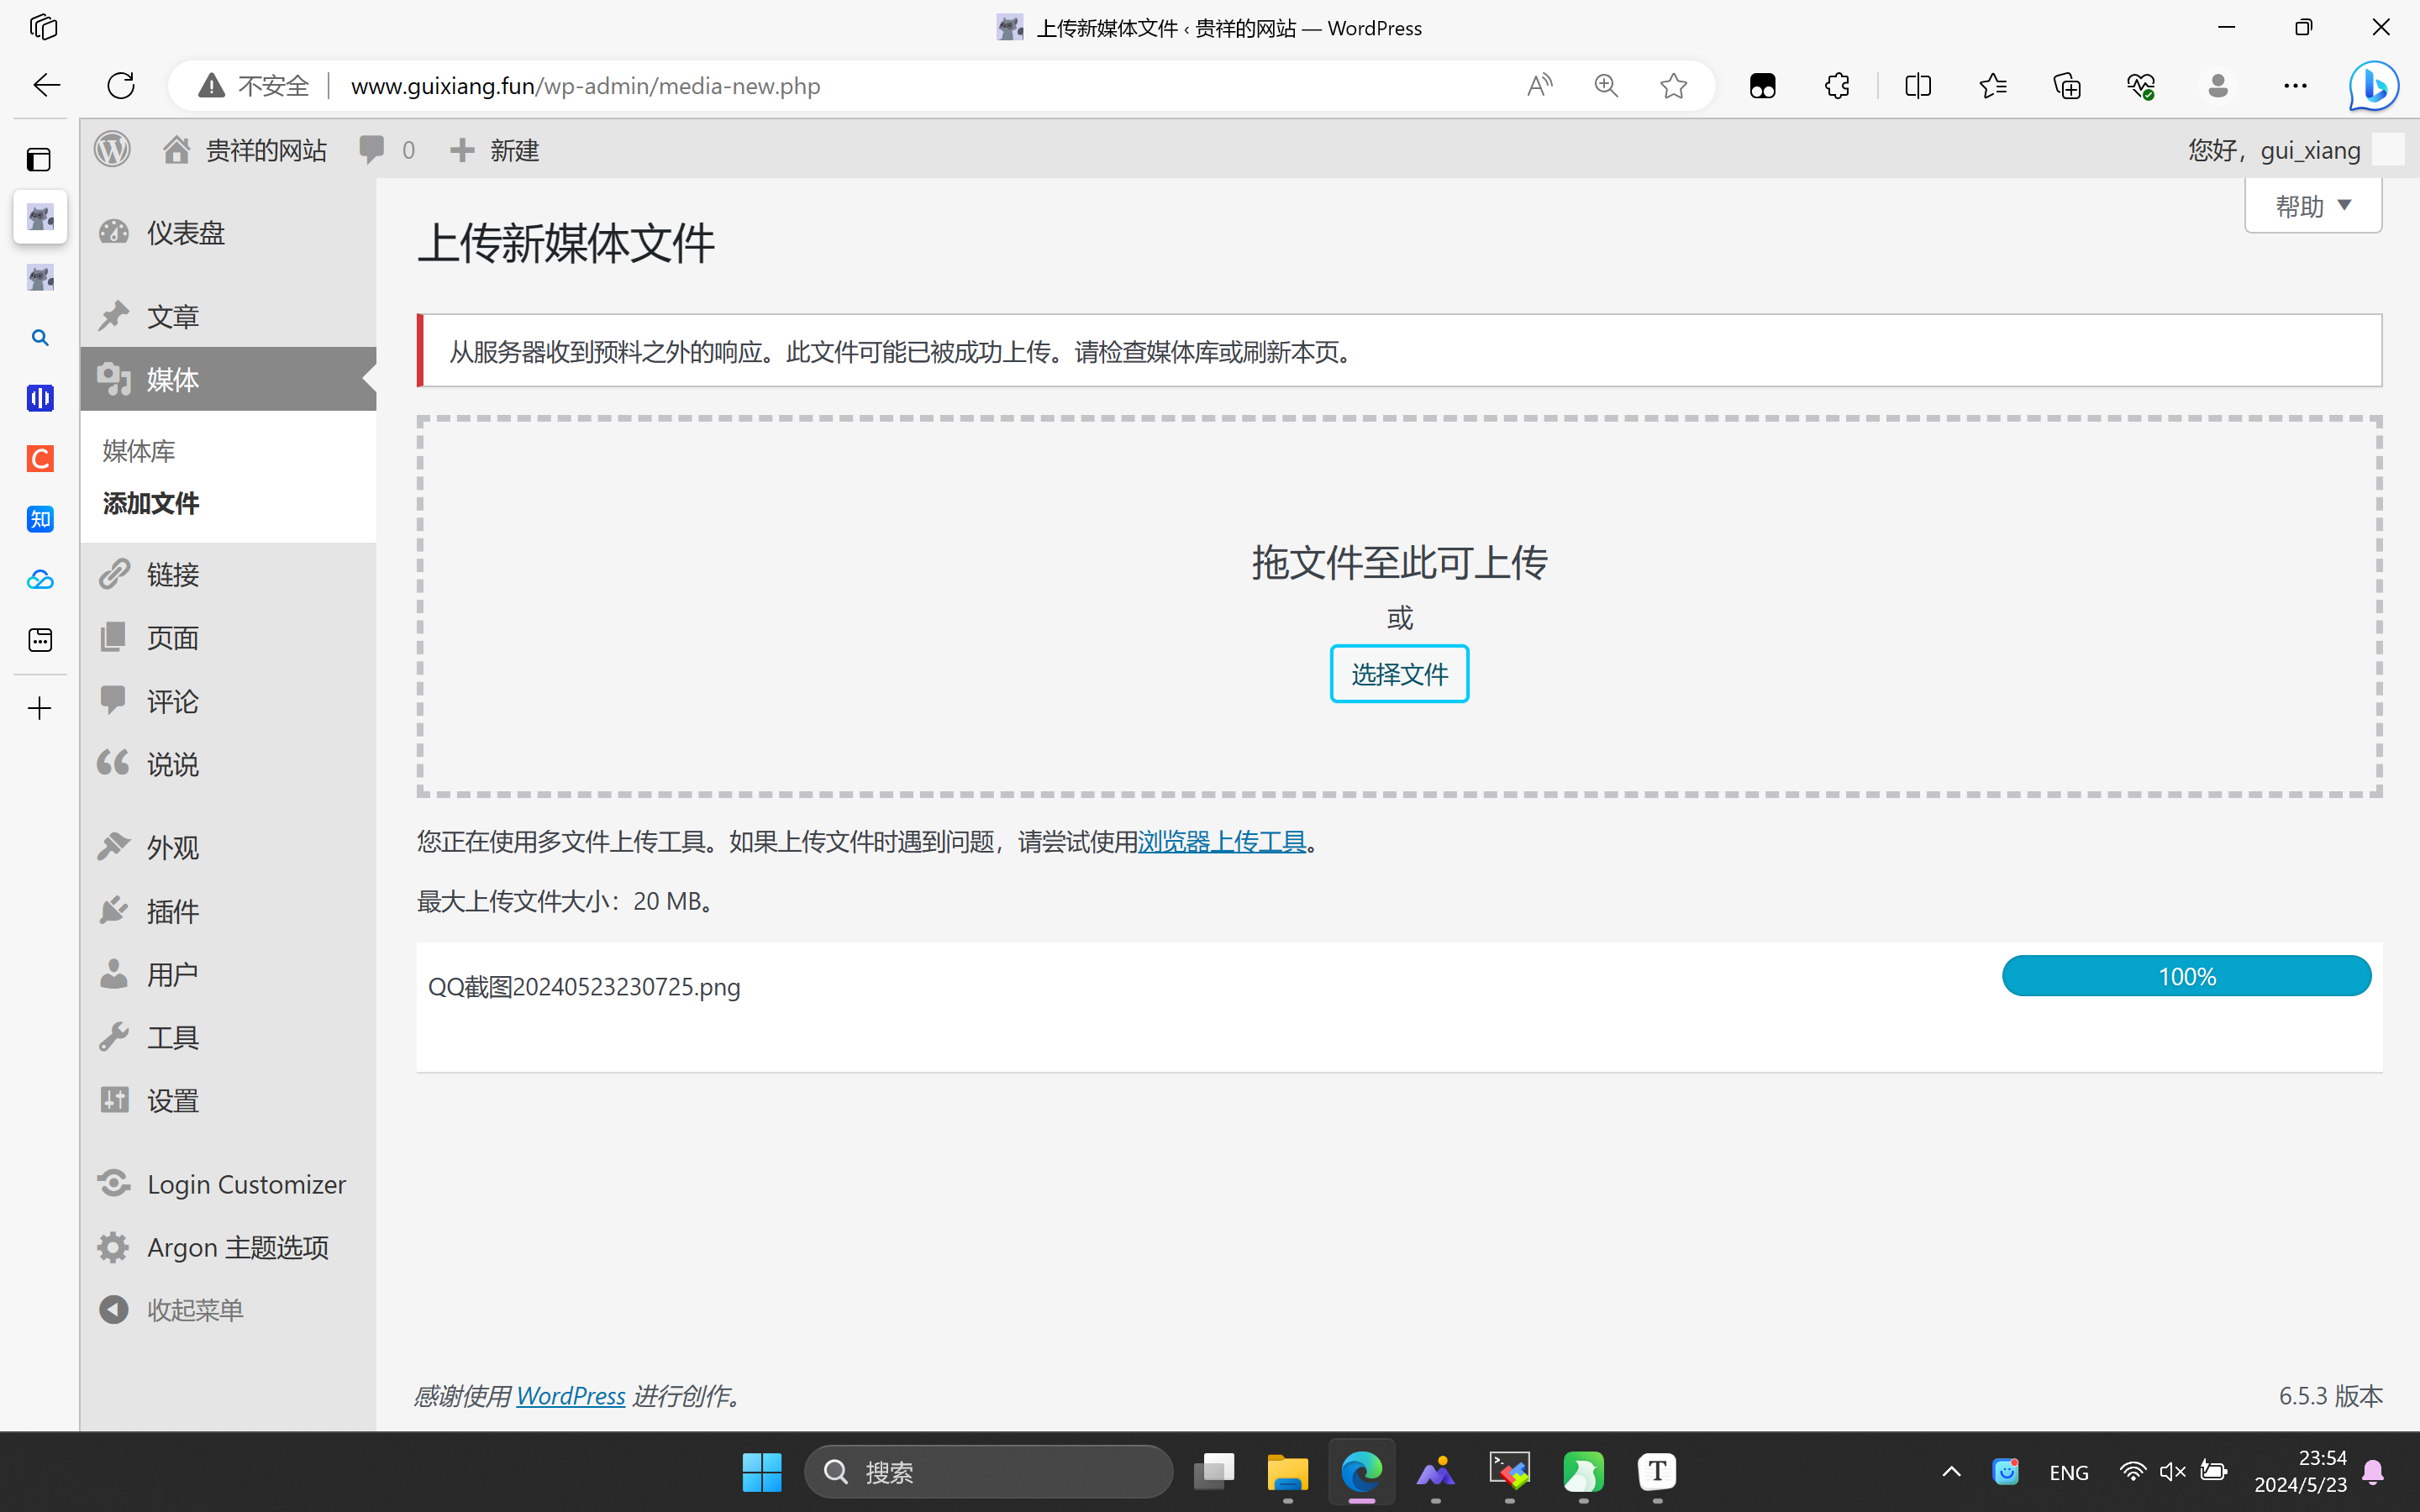 上传新媒体文件 ‹ 贵祥的网站 — WordPress
不安全 www.guixiang.fun/wp-admin/media-new.php
贵祥的网站 0 新建
您好，gui_xiang
帮助
仪表盘
文章
媒体
媒体库
添加文件
链接
页面
评论
说说
外观
插件
用户
工具
设置
Login Customizer
Argon 主题选项
收起菜单
上传新媒体文件
从服务器收到预料之外的响应。此文件可能已被成功上传。请检查媒体库或刷新本页。
拖文件至此可上传
或
选择文件
您正在使用多文件上传工具。如果上传文件时遇到问题，请尝试使用浏览器上传工具。
最大上传文件大小：20 MB。
QQ截图20240523230725.png
100%
感谢使用 WordPress 进行创作。
6.5.3 版本
搜索
ENG
23:54
2024/5/23